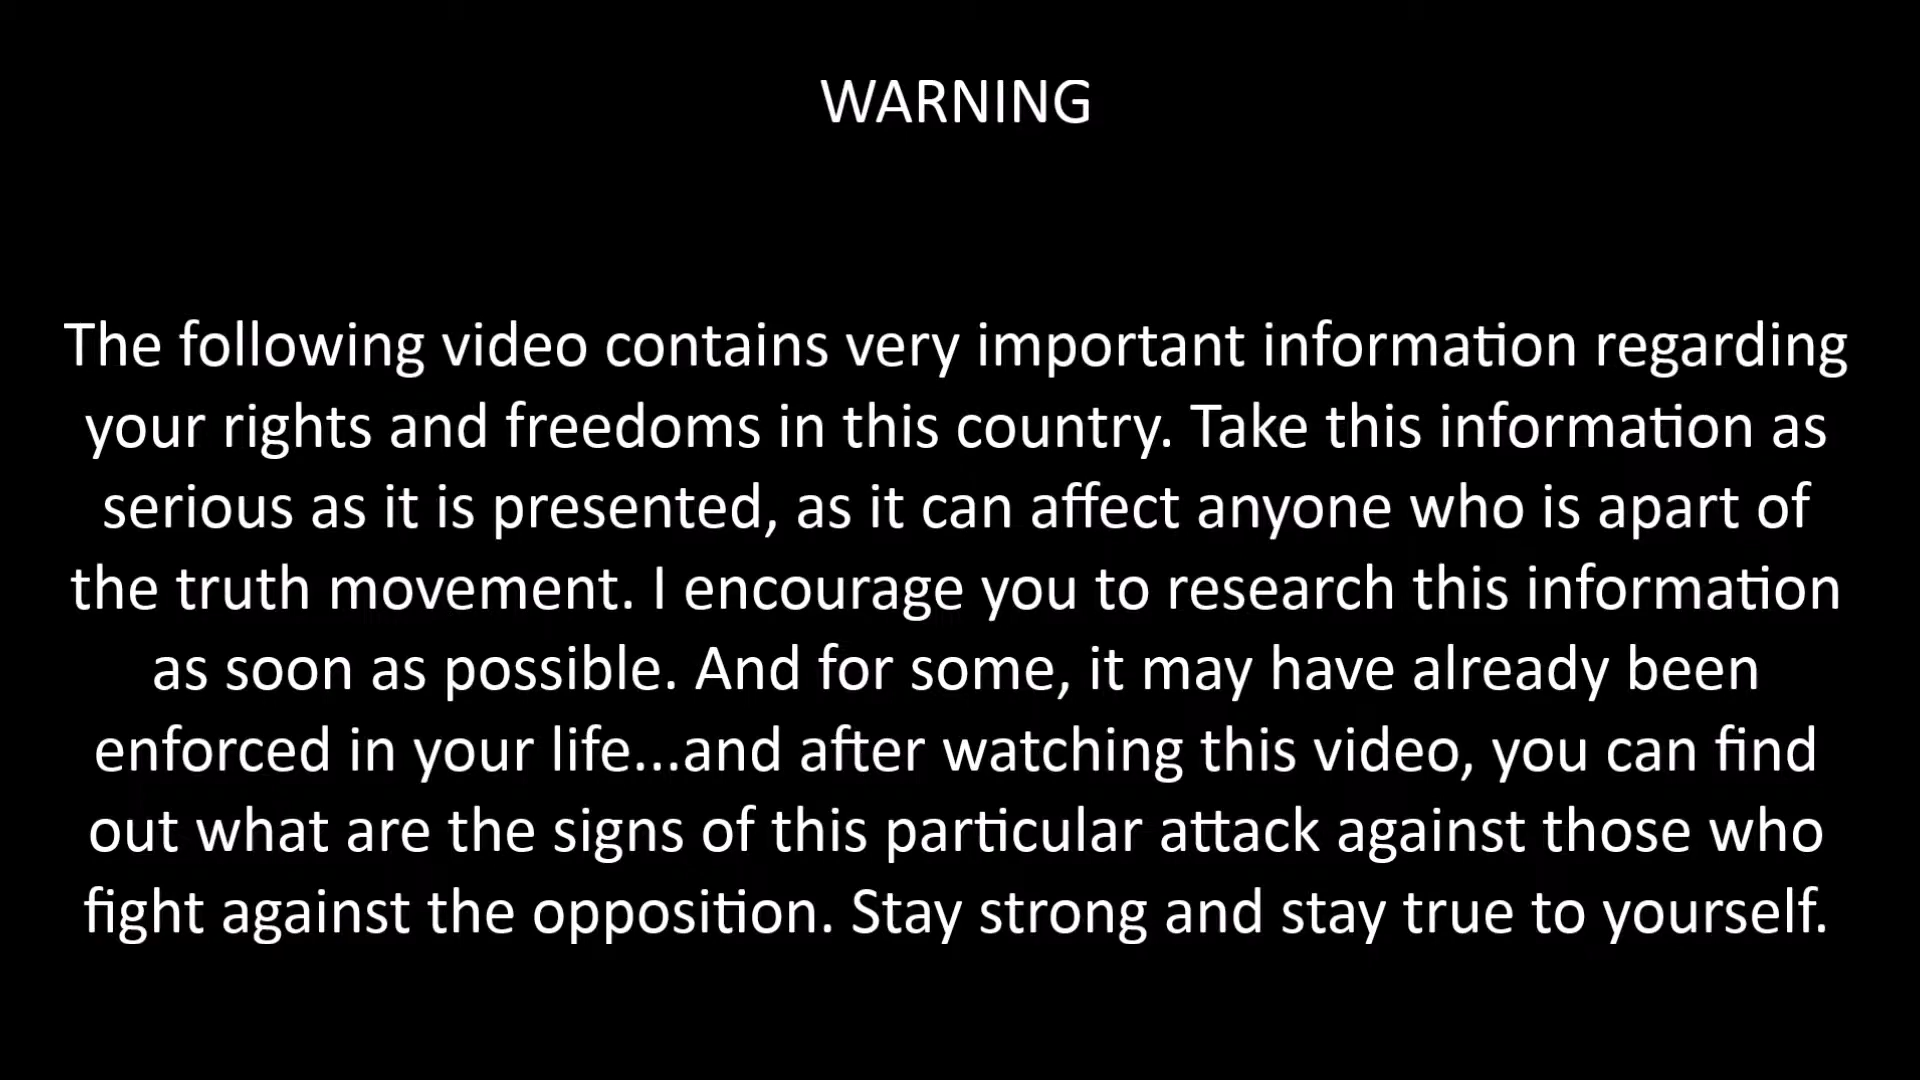 WARNING
The following video contains very important information regarding
your rights and freedoms in this country. Take this information as
serious as it is presented, as it can affect anyone who is apart of
the truth movement. I encourage you to research this information
as soon as possible. And for some, it may have already been
enforced in your life...and after watching this video, you can find
out what are the signs of this particular attack against those who
fight against the opposition. Stay strong and stay true to yourself.